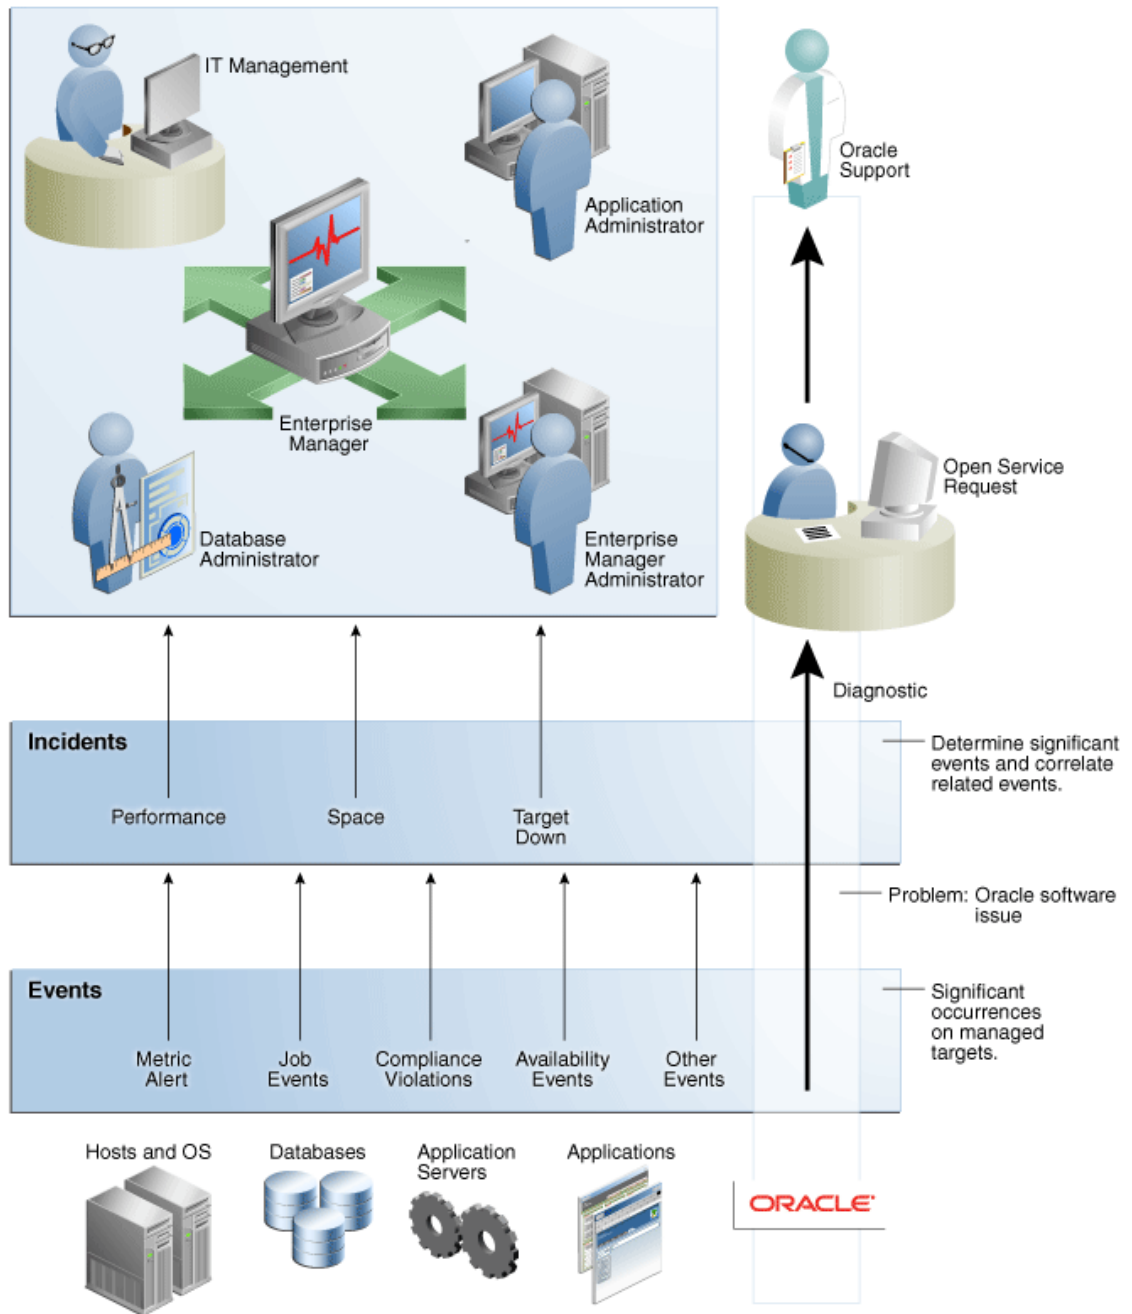 IT Management
Application
Administrator
Oracle
Support
Enterprise
Manager
Open Service
Request
Database
Administrator
Enterprise
Manager
Administrator
Diagnostic
Incidents
Determine significant
events and correlate
related events.
Performance
Space
Target
Down
Problem: Oracle software
issue
Events
Significant
occurrences
on managed
targets.
Metric
Alert
Job
Events
Compliance
Violations
Availability
Events
Other
Events
Hosts and OS
Databases
Application
Servers
Applications
ORACLE